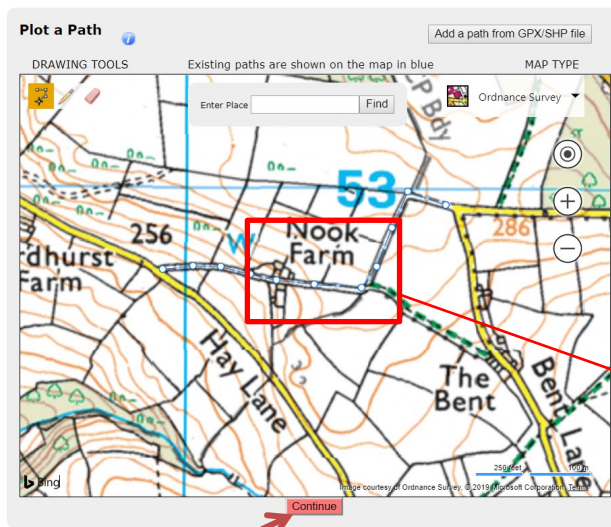 Plot a Path
Add a path from GPX/SHP file
DRAWING TOOLS Existing paths are shown on the map in blue MAP TYPE
Enter Place Find
Ordnance Survey
CP Bdy
53
Nook
Farm
286
256
W
rdhurst
Farm
Hay Lane
The
Bent
Bent Lane
250 feet 100 m
Bing
Image courtesy of Ordnance Survey, © 2019 Microsoft Corporation, Terms
Continue